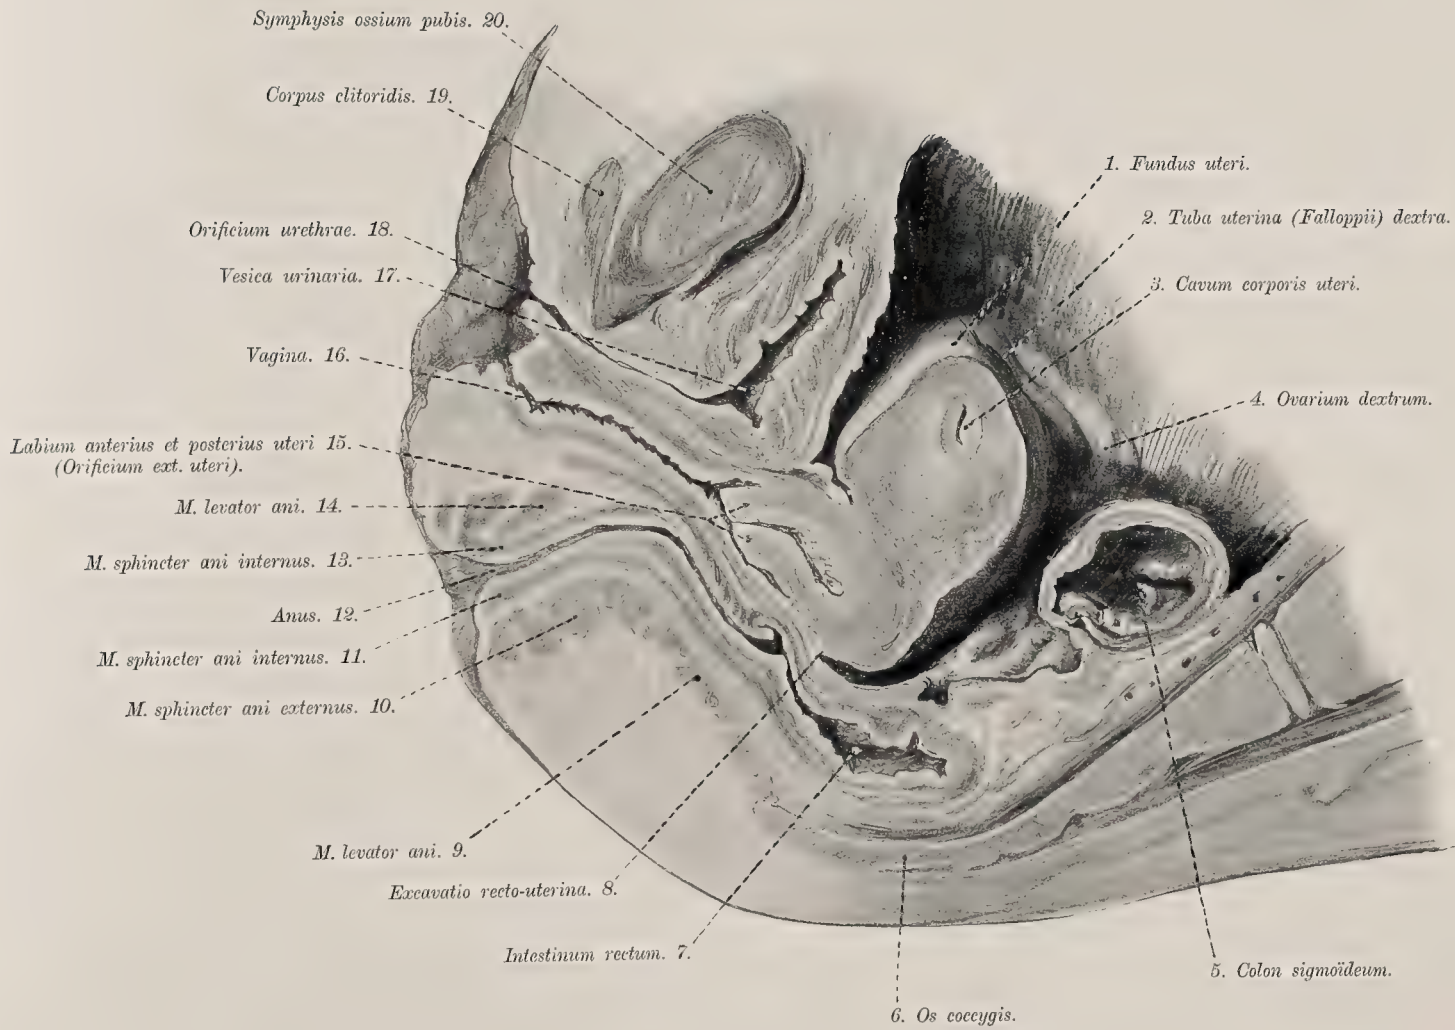 Symphysis ossium pubis. 20.
Corpus clitoridis. 19.
Orificium urethrae. 18.
Vesica urinaria. 17.
Vagina. 16.
Labium anterius et posterius uteri 15.
(Orificium ext. uteri).
M. levator ani. 14.
M. sphincter ani internus. 13.
Anus. 12.
M. sphincter ani internus. 11.
M. sphincter ani externus. 10.
M. levator ani. 9.
Excavatio recto-uterina. 8.
Intestinum rectum. 7.
1. Fundus uteri.
2. Tuba uterina (Falloppii) dextra.
3. Cavum corporis uteri.
4. Ovarium dextrum.
5. Colon sigmoïdeum.
6. Os coccygis.